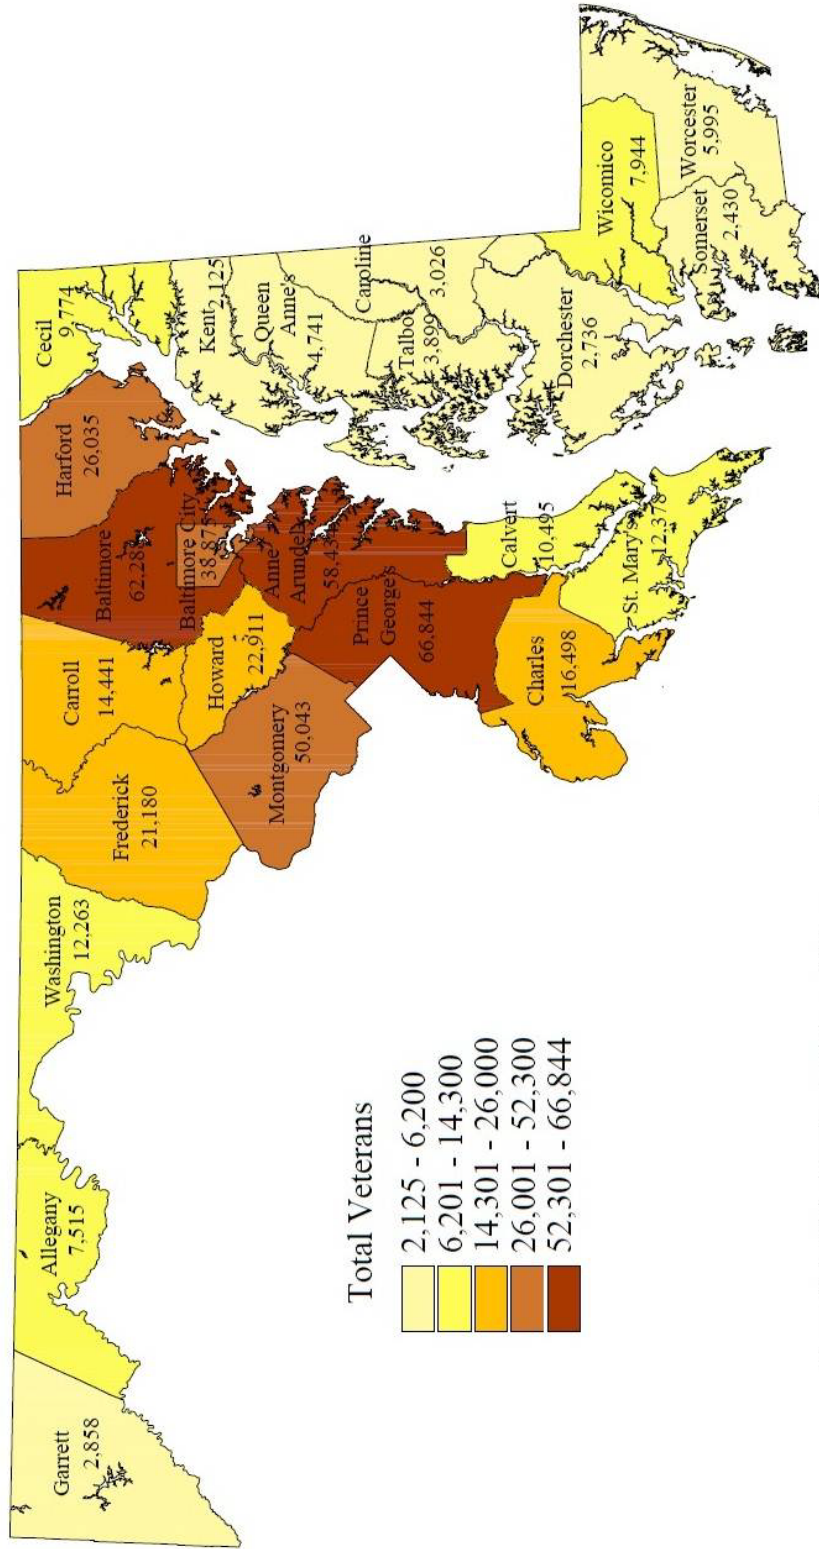 Garrett
2,858
Allegany
7,515
Washington
12,263
Frederick
21,180
Carroll
14,441
Baltimore
Harford
26,035
Cecil
9,774
Baltimore City
38,875
Howard
22,911
Montgomery
50,043
Anne
Arundel
Prince
George's
66,844
Kent
2,125
Queen
Anne's
4,741
Caroline
3,026
Talbot
3,899
Calvert
10,495
Charles
16,498
St. Mary's
12,378
Dorchester
2,736
Wicomico
7,944
Somerset
2,430
Worcester
5,995
Total Veterans
2,125 - 6,200
6,201 - 14,300
14,301 - 26,000
26,001 - 52,300
52,301 - 66,844